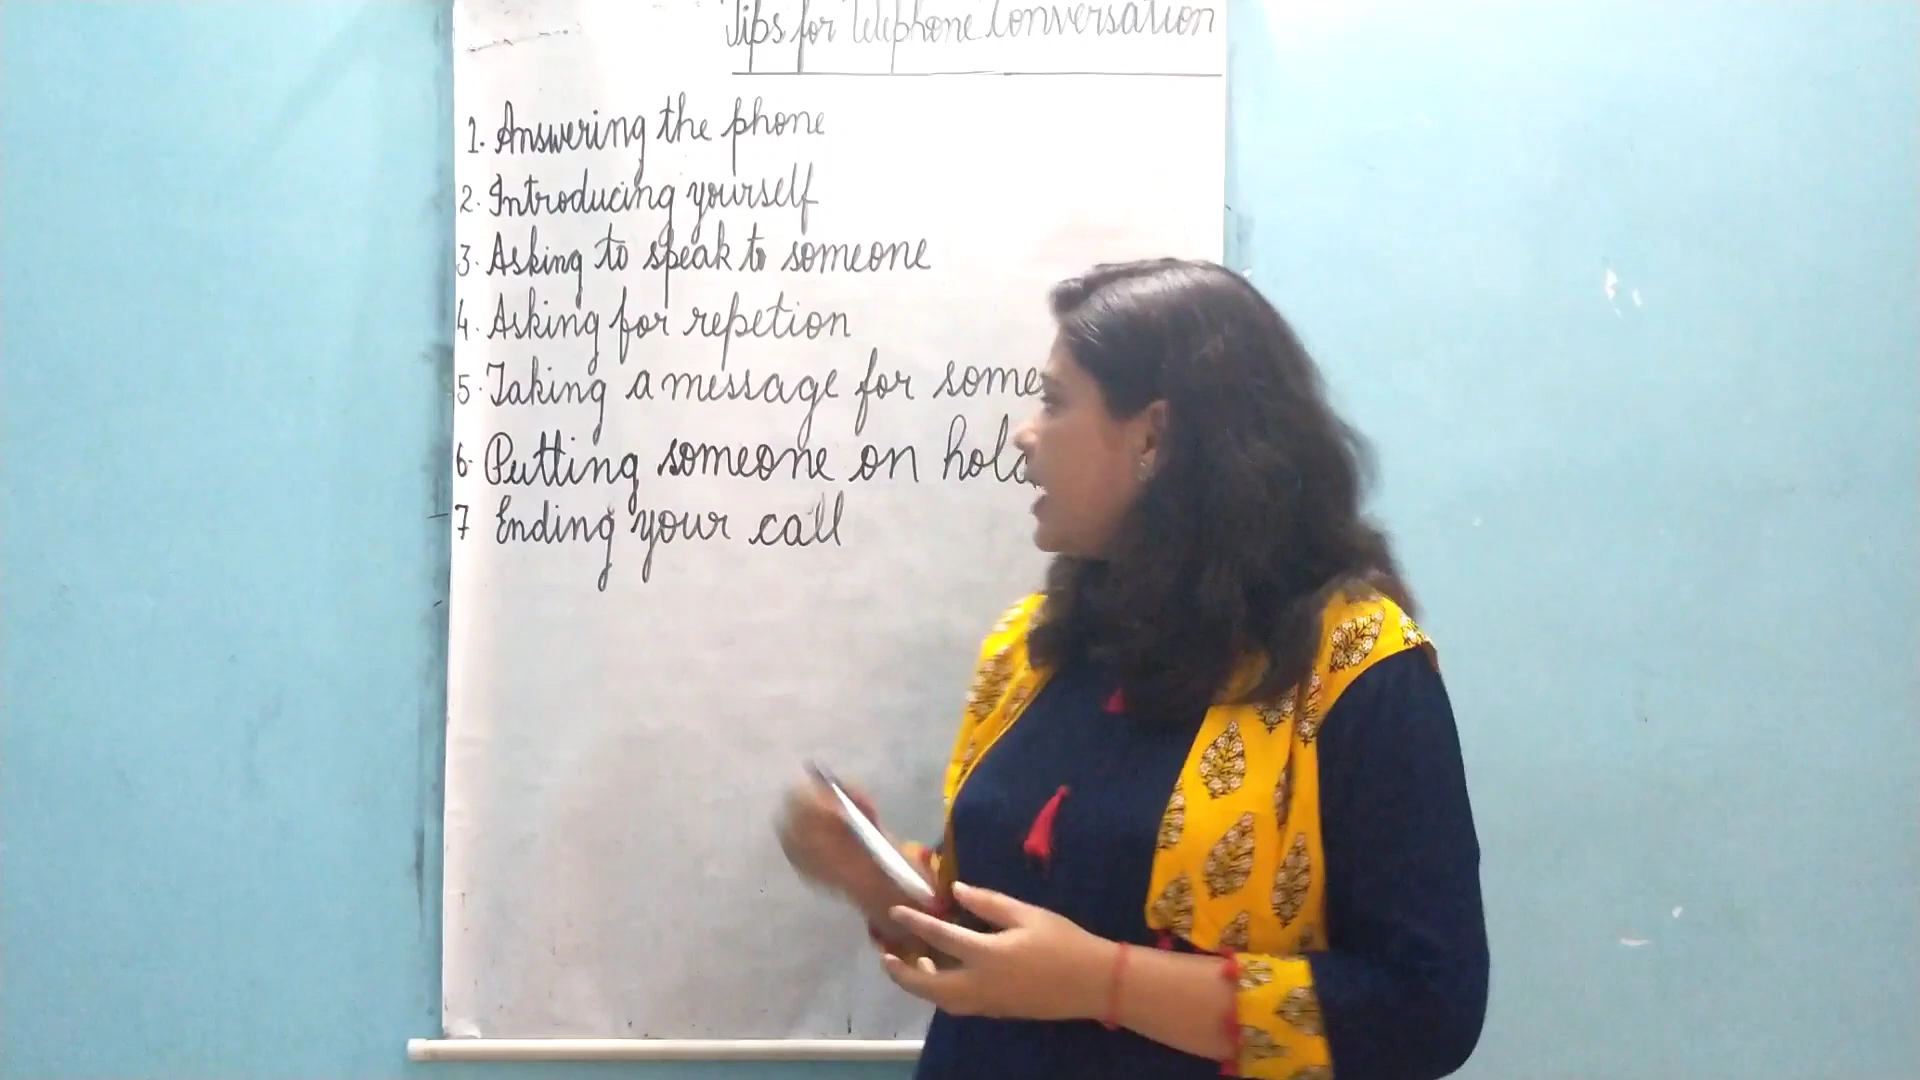 Tips for Telephone Conversation
1. Answering the phone
2. Introducing yourself
3. Asking to speak to someone
4. Asking for repetion
5. Taking a message for some
6. Putting someone on hold
7 Ending your call